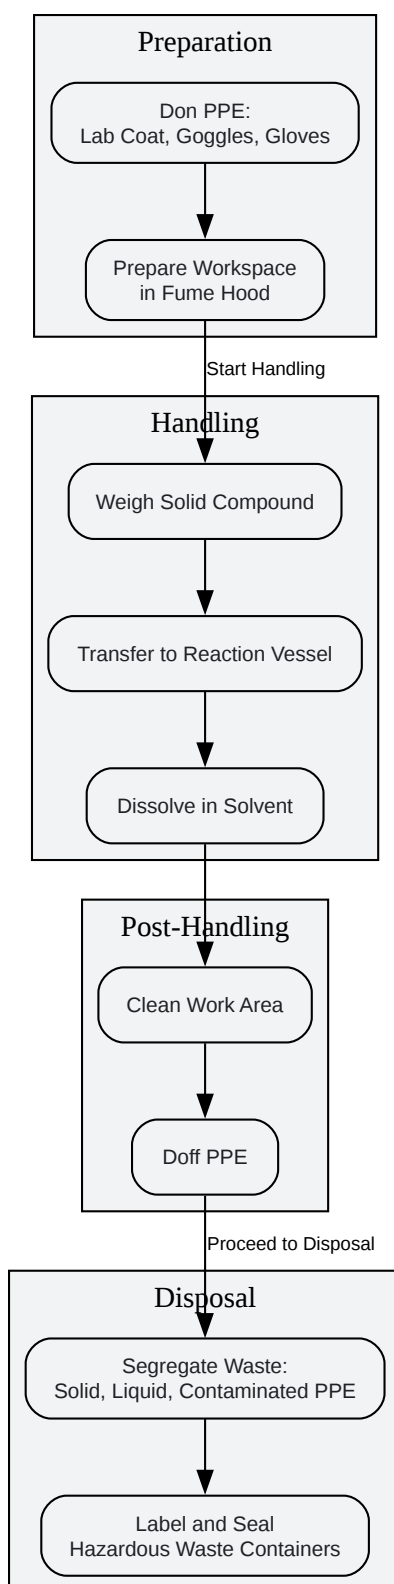 Preparation
Don PPE:
Lab Coat, Goggles, Gloves
Prepare Workspace
in Fume Hood
Start Handling
Handling
Weigh Solid Compound
Transfer to Reaction Vessel
Dissolve in Solvent
Post-Handling
Clean Work Area
Doff PPE
Proceed to Disposal
Disposal
Segregate Waste:
Solid, Liquid, Contaminated PPE
Label and Seal
Hazardous Waste Containers